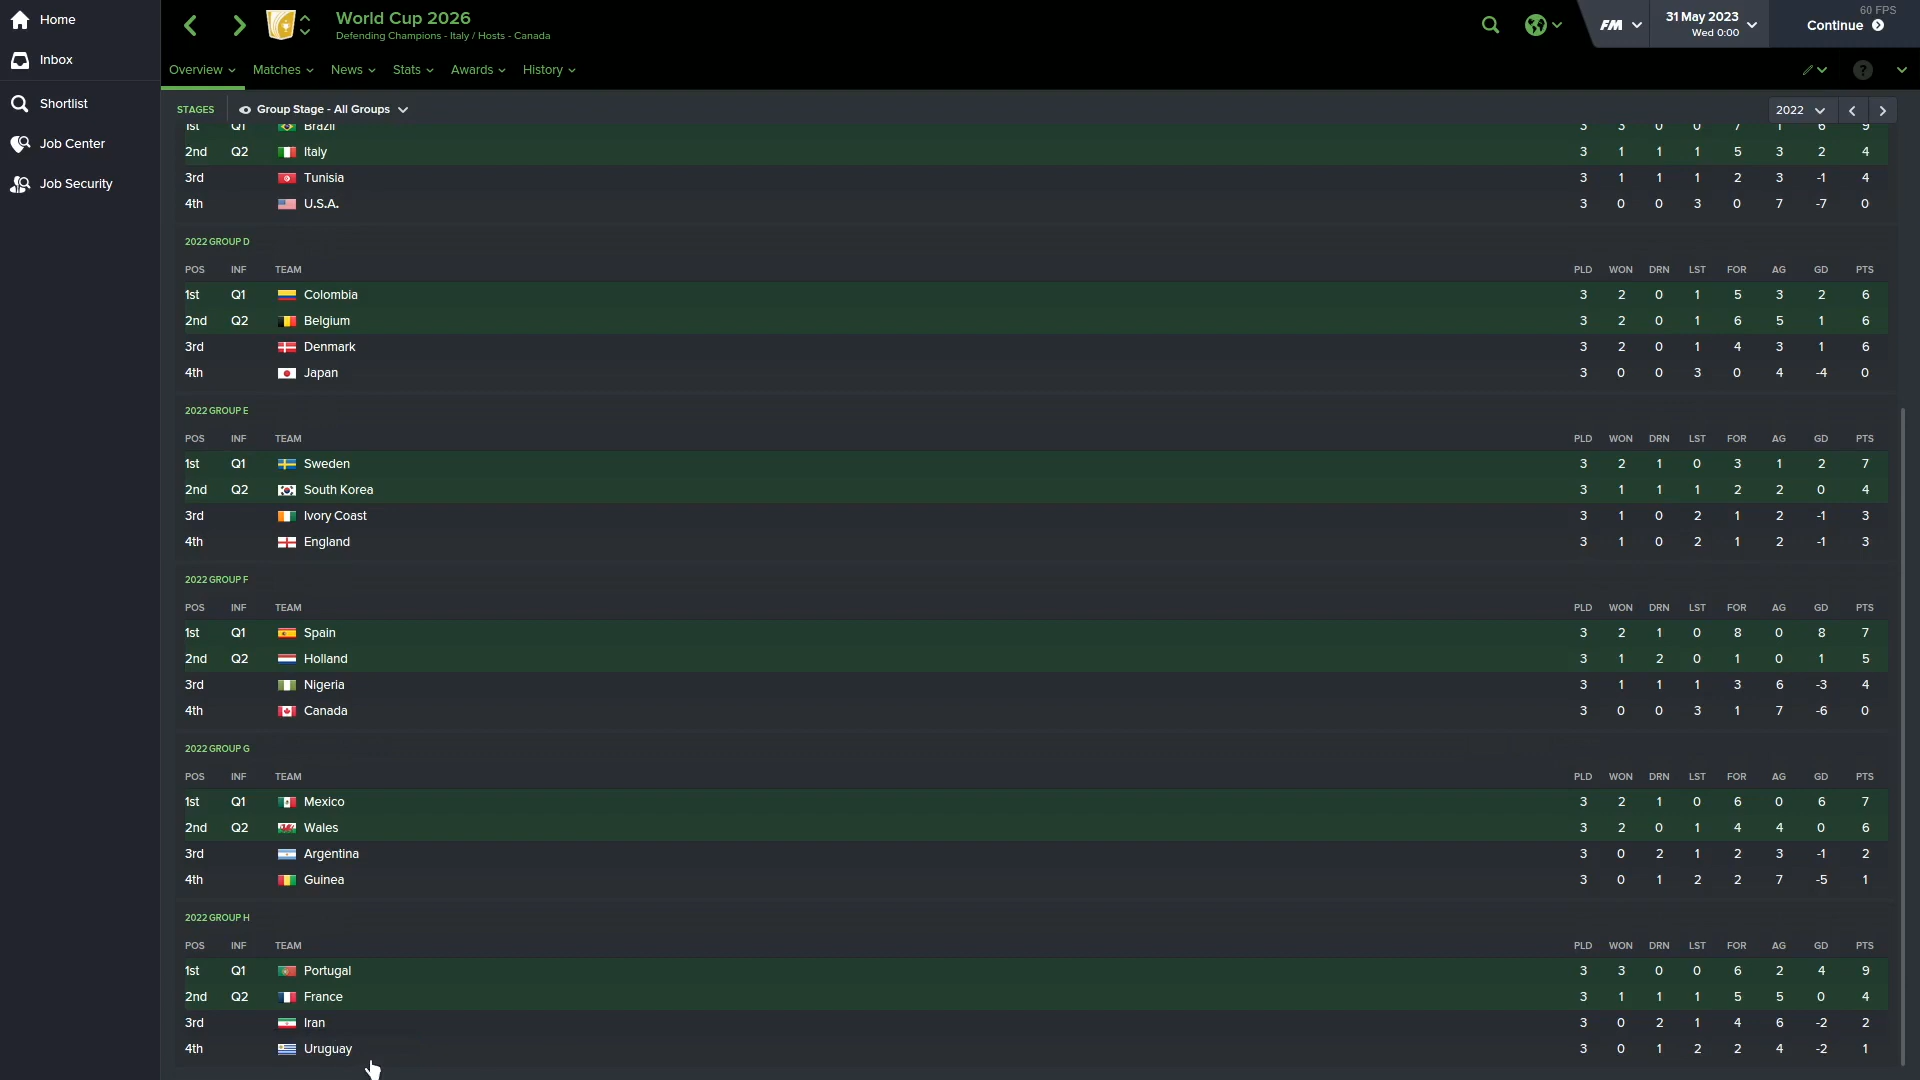 Home
Inbox
Shortlist
Job Center
Job Security
World Cup 2026
Defending Champions - Italy / Hosts - Canada
FM
31 May 2023
Wed 0:00
60 FPS
Continue
Overview Matches News Stats Awards History
?
STAGES Group Stage - All Groups 2022
1st Q1 Brazil 3 3 0 0 7 1 6 9
2nd Q2 Italy 3 1 1 1 5 3 2 4
3rd Tunisia 3 1 1 1 2 3 -1 4
4th U.S.A. 3 0 0 3 0 7 -7 0
2022 GROUP D
POS INF TEAM PLD WON DRN LST FOR AG GD PTS
1st Q1 Colombia 3 2 0 1 5 3 2 6
2nd Q2 Belgium 3 2 0 1 6 5 1 6
3rd Denmark 3 2 0 1 4 3 1 6
4th Japan 3 0 0 3 0 4 -4 0
2022 GROUP E
POS INF TEAM PLD WON DRN LST FOR AG GD PTS
1st Q1 Sweden 3 2 1 0 3 1 2 7
2nd Q2 South Korea 3 1 1 1 2 2 0 4
3rd Ivory Coast 3 1 0 2 1 2 -1 3
4th England 3 1 0 2 1 2 -1 3
2022 GROUP F
POS INF TEAM PLD WON DRN LST FOR AG GD PTS
1st Q1 Spain 3 2 1 0 8 0 8 7
2nd Q2 Holland 3 1 2 0 1 0 1 5
3rd Nigeria 3 1 1 1 3 6 -3 4
4th Canada 3 0 0 3 1 7 -6 0
2022 GROUP G
POS INF TEAM PLD WON DRN LST FOR AG GD PTS
1st Q1 Mexico 3 2 1 0 6 0 6 7
2nd Q2 Wales 3 2 0 1 4 4 0 6
3rd Argentina 3 0 2 1 2 3 -1 2
4th Guinea 3 0 1 2 2 7 -5 1
2022 GROUP H
POS INF TEAM PLD WON DRN LST FOR AG GD PTS
1st Q1 Portugal 3 3 0 0 6 2 4 9
2nd Q2 France 3 1 1 1 5 5 0 4
3rd Iran 3 0 2 1 4 6 -2 2
4th Uruguay 3 0 1 2 2 4 -2 1